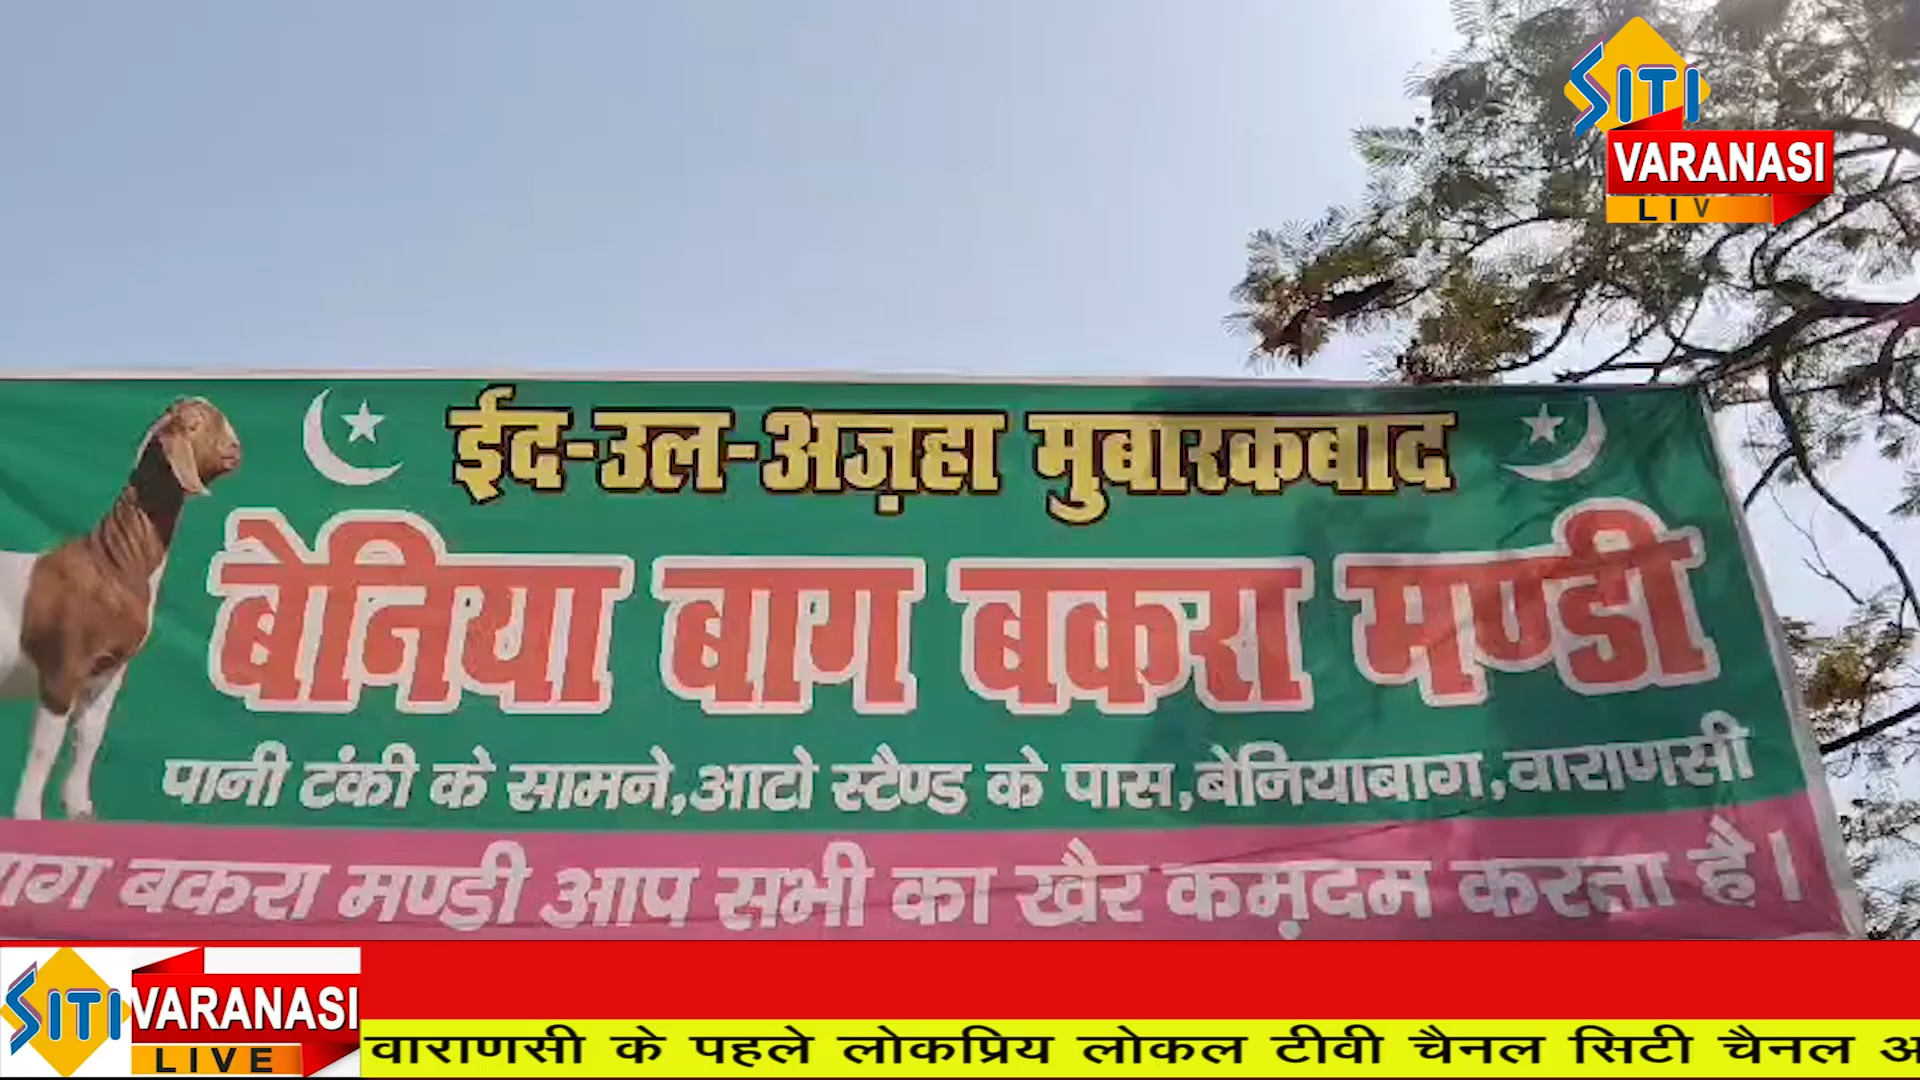 SITI
VARANASI
LIV
ईद-उल-अज़हा मुबारकबाद
बेनिया बाग बकरा मण्डी
पानी टंकी के सामने,आटो स्टैण्ड के पास,बेनियाबाग,वाराणसी
बाग बकरा मण्डी आप सभी का खैर कम़दम करता है।
SITI VARANASI
LIVE
वाराणसी के पहले लोकप्रिय लोकल टीवी चैनल सिटी चैनल